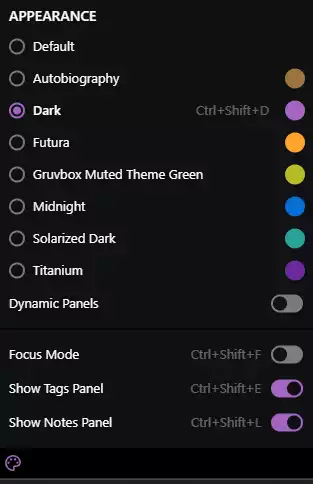 APPEARANCE
Default
Autobiography
Dark Ctrl+Shift+D
Futura
Gruvbox Muted Theme Green
Midnight
Solarized Dark
Titanium
Dynamic Panels
Focus Mode Ctrl+Shift+F
Show Tags Panel Ctrl+Shift+E
Show Notes Panel Ctrl+Shift+L